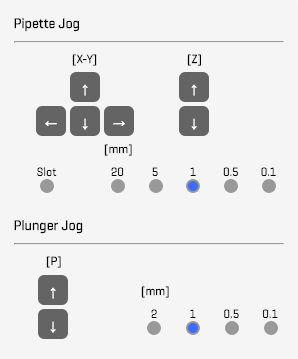 Pipette Jog
[X-Y] [Z]
↑ ↑
← ↓ → ↓
[mm]
Slot 20 5 1 0.5 0.1
Plunger Jog
[P]
↑ [mm]
↓ 2 1 0.5 0.1